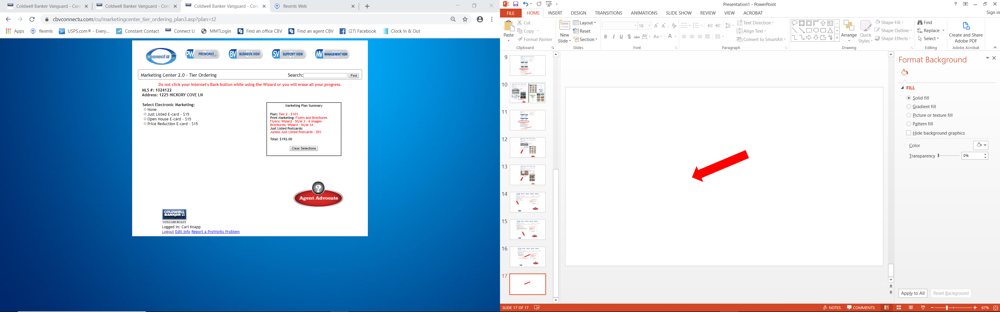 Coldwell Banker Vanguard - Conn
Coldwell Banker Vanguard - Conn
Coldwell Banker Vanguard - Conn
flexmls Web
cbvconnectu.com/cu/marketingcenter_tier_ordering_plan3.asp?plan=t2
Apps flexmls USPS.com® - Every... Constant Contact Connect U MMTLogin Find an office CBV Find an agent CBV (27) Facebook Clock In & Out
connect U
PW PROWORKS
BV BUSINESS VIEW
SV SUPPORT VIEW
MV MANAGEMENT VIEW
Marketing Center 2.0 - Tier Ordering
Search: Find
Do not click your Internet's Back button while using the Wizard or you will erase all your progress.
MLS #: 1024122
Address: 1225 HICKORY COVE LN
Select Electronic Marketing:
None
Just Listed E-card - $15
Open House E-card - $15
Price Reduction E-card - $15
Marketing Plan Summary
Plan: Tier 2 - $101
Print Marketing: Flyers and Brochures
Flyers: Wizard - Style 3 - 6 images
Brochures: Wizard - Style 1A
Just Listed Postcards:
Jumbo Just Listed Postcards - $91
Total: $192.00
Clear Selections
?
Agent Advocate
COLDWELL
BANKER
VANGUARD REALTY
Logged In: Cari Knapp
Logout Edit Info Report a ProWorks Problem
Presentation1 - PowerPoint
?
Sign in
FILE HOME INSERT DESIGN TRANSITIONS ANIMATIONS SLIDE SHOW REVIEW VIEW ACROBAT
Paste
Cut
Copy
Format Painter
Clipboard
New
Slide
Layout
Reset
Section
Slides
18
B I U S abc AV Aa A
Font
Paragraph
Text Direction
Align Text
Convert to SmartArt
Arrange
Quick
Styles
Shape Fill
Shape Outline
Shape Effects
Drawing
Find
Replace
Select
Editing
Create and Share
Adobe PDF
Adobe Acrobat
9
10
11
12
13
14
15
16
17
Format Background
FILL
Solid fill
Gradient fill
Picture or texture fill
Pattern fill
Hide background graphics
Color
Transparency 0%
Apply to All Reset Background
SLIDE 17 OF 17
NOTES COMMENTS 67%